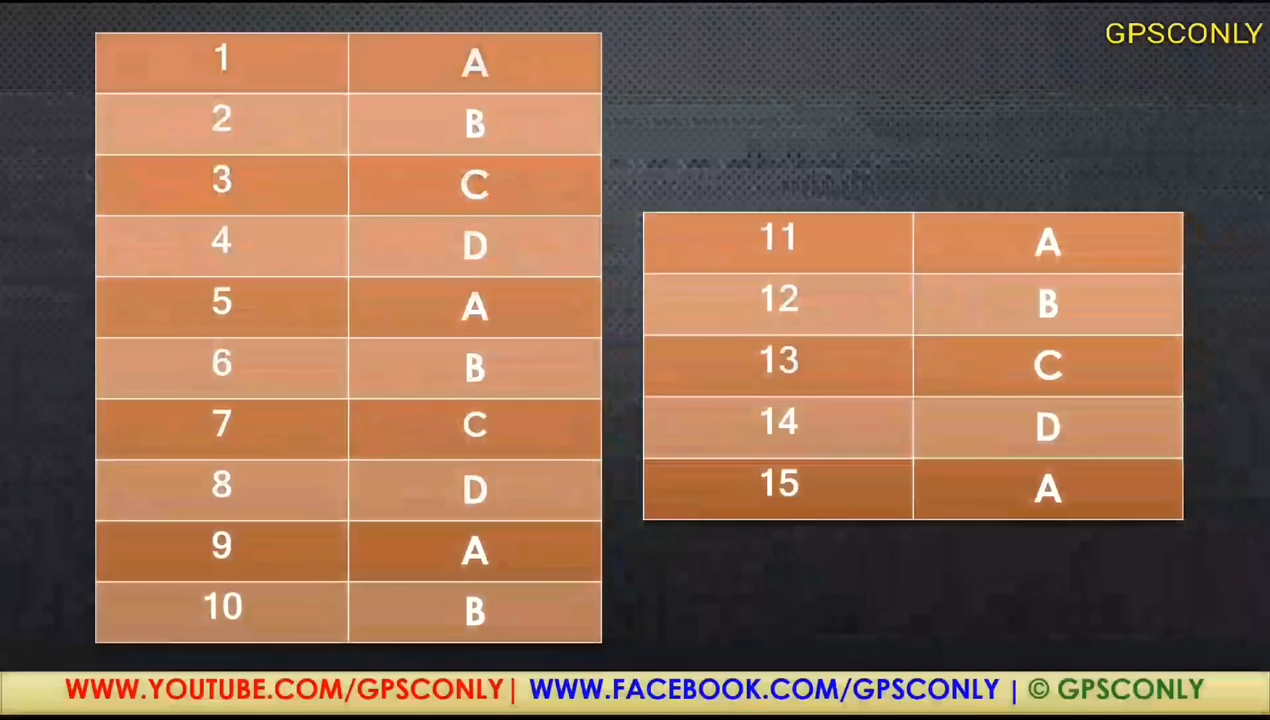 GPSCONLY
1 A
2 B
3 C
4 D
5 A
6 B
7 C
8 D
9 A
10 B
11 A
12 B
13 C
14 D
15 A
WWW.YOUTUBE.COM/GPSCONLY | WWW.FACEBOOK.COM/GPSCONLY | © GPSCONLY